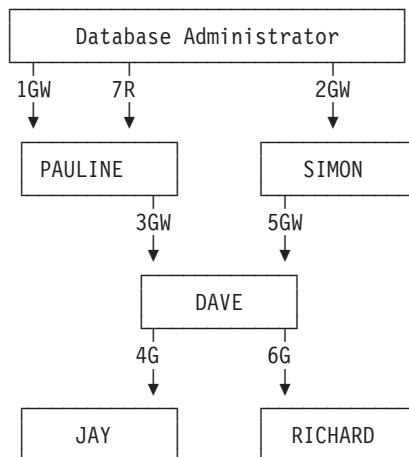 Database Administrator
1GW 7R 2GW
PAULINE SIMON
3GW 5GW
DAVE
4G 6G
JAY RICHARD